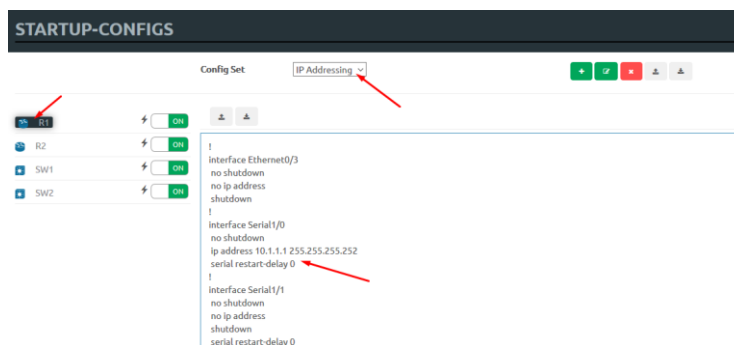 STARTUP-CONFIGS
Config Set IP Addressing
R1 ON
R2 ON
SW1 ON
SW2 ON
!
interface Ethernet0/3
no shutdown
no ip address
shutdown
!
interface Serial1/0
no shutdown
ip address 10.1.1.1 255.255.255.252
serial restart-delay 0
!
interface Serial1/1
no shutdown
no ip address
shutdown
serial restart-delay 0